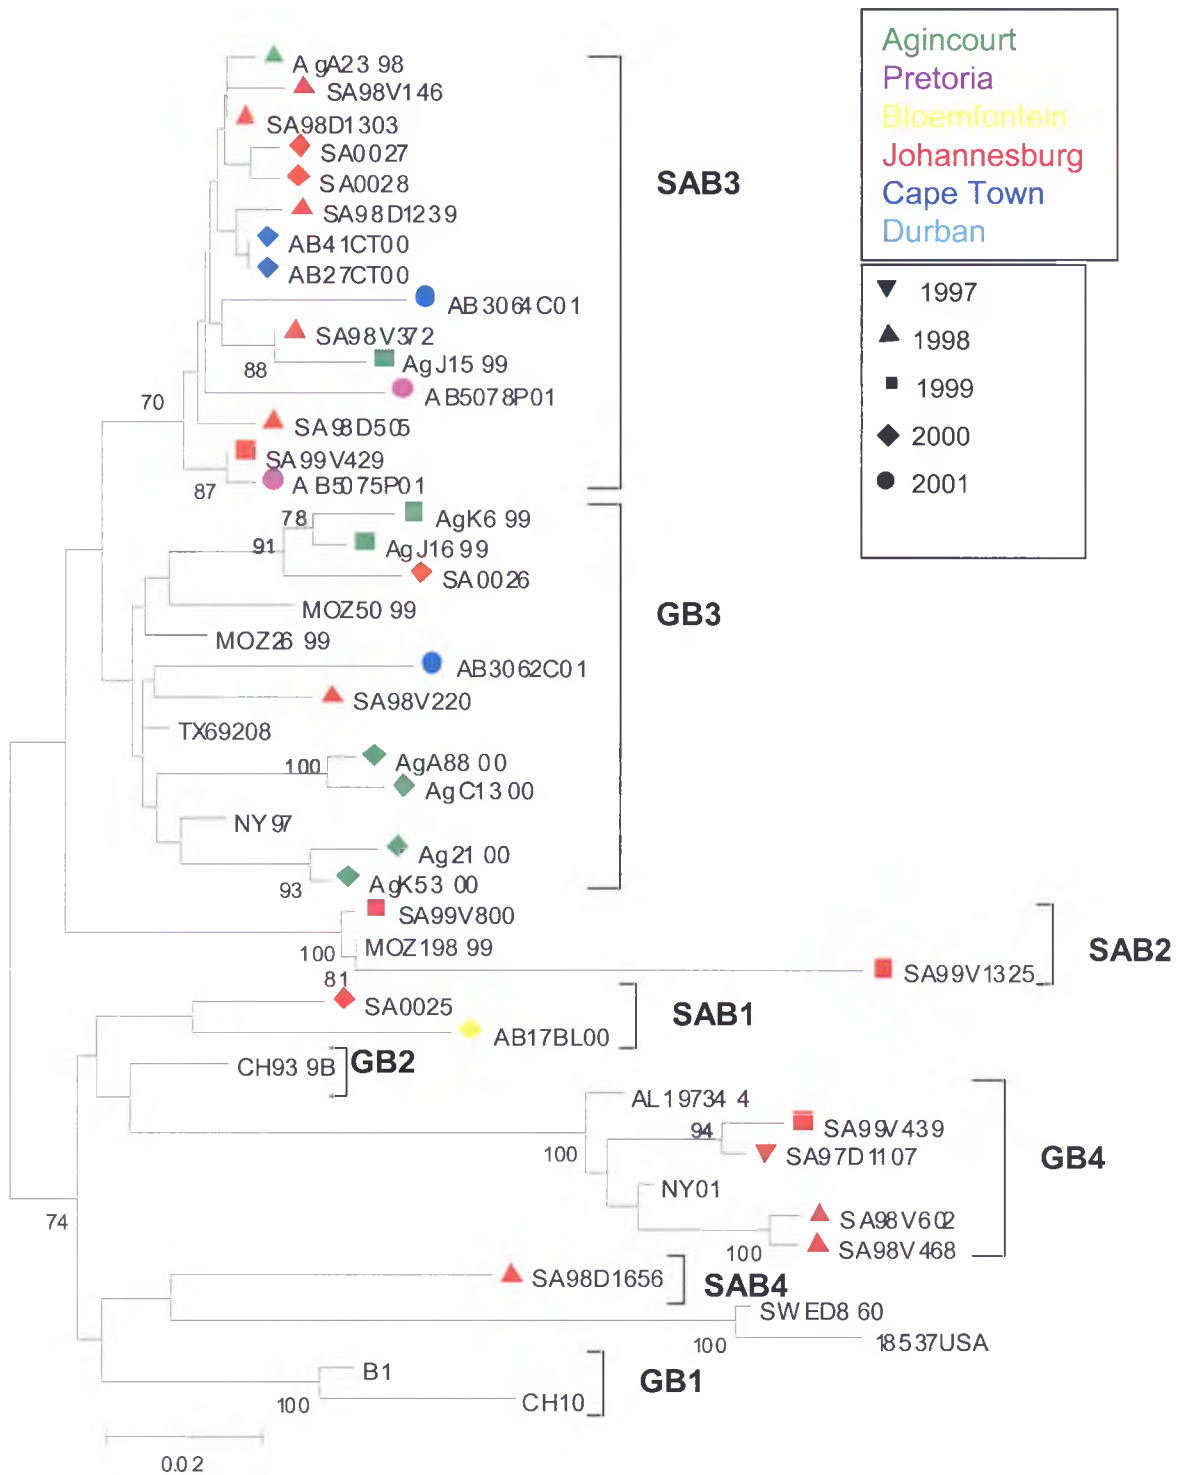 AgA23 98
SA98V146
SA98D1303
SA0027
SA0028
SA98D1239
AB41CT00
AB27CT00
AB3064C01
SA98V372
88
AgJ15 99
AB5078P01
70
SA98D505
SA99V429
87
AB5075P01
SAB3
78
AgK6 99
91
AgJ16 99
SA0026
MOZ50 99
MOZ26 99
AB3062C01
SA98V220
TX69208
100
AgA88 00
AgC13 00
NY97
Ag21 00
93
AgK53 00
GB3
SA99V800
100
MOZ198 99
81
SA99V1325
SAB2
SA0025
AB17BL00
SAB1
CH93 9B
GB2
AL19734 4
94
SA99V439
100
SA97D1107
NY01
SA98V602
100
SA98V468
GB4
74
SA98D1656
SAB4
SWED8 60
100
18537USA
B1
100
CH10
GB1
0.02
Agincourt
Pretoria
Bloemfontein
Johannesburg
Cape Town
Durban
1997
1998
1999
2000
2001